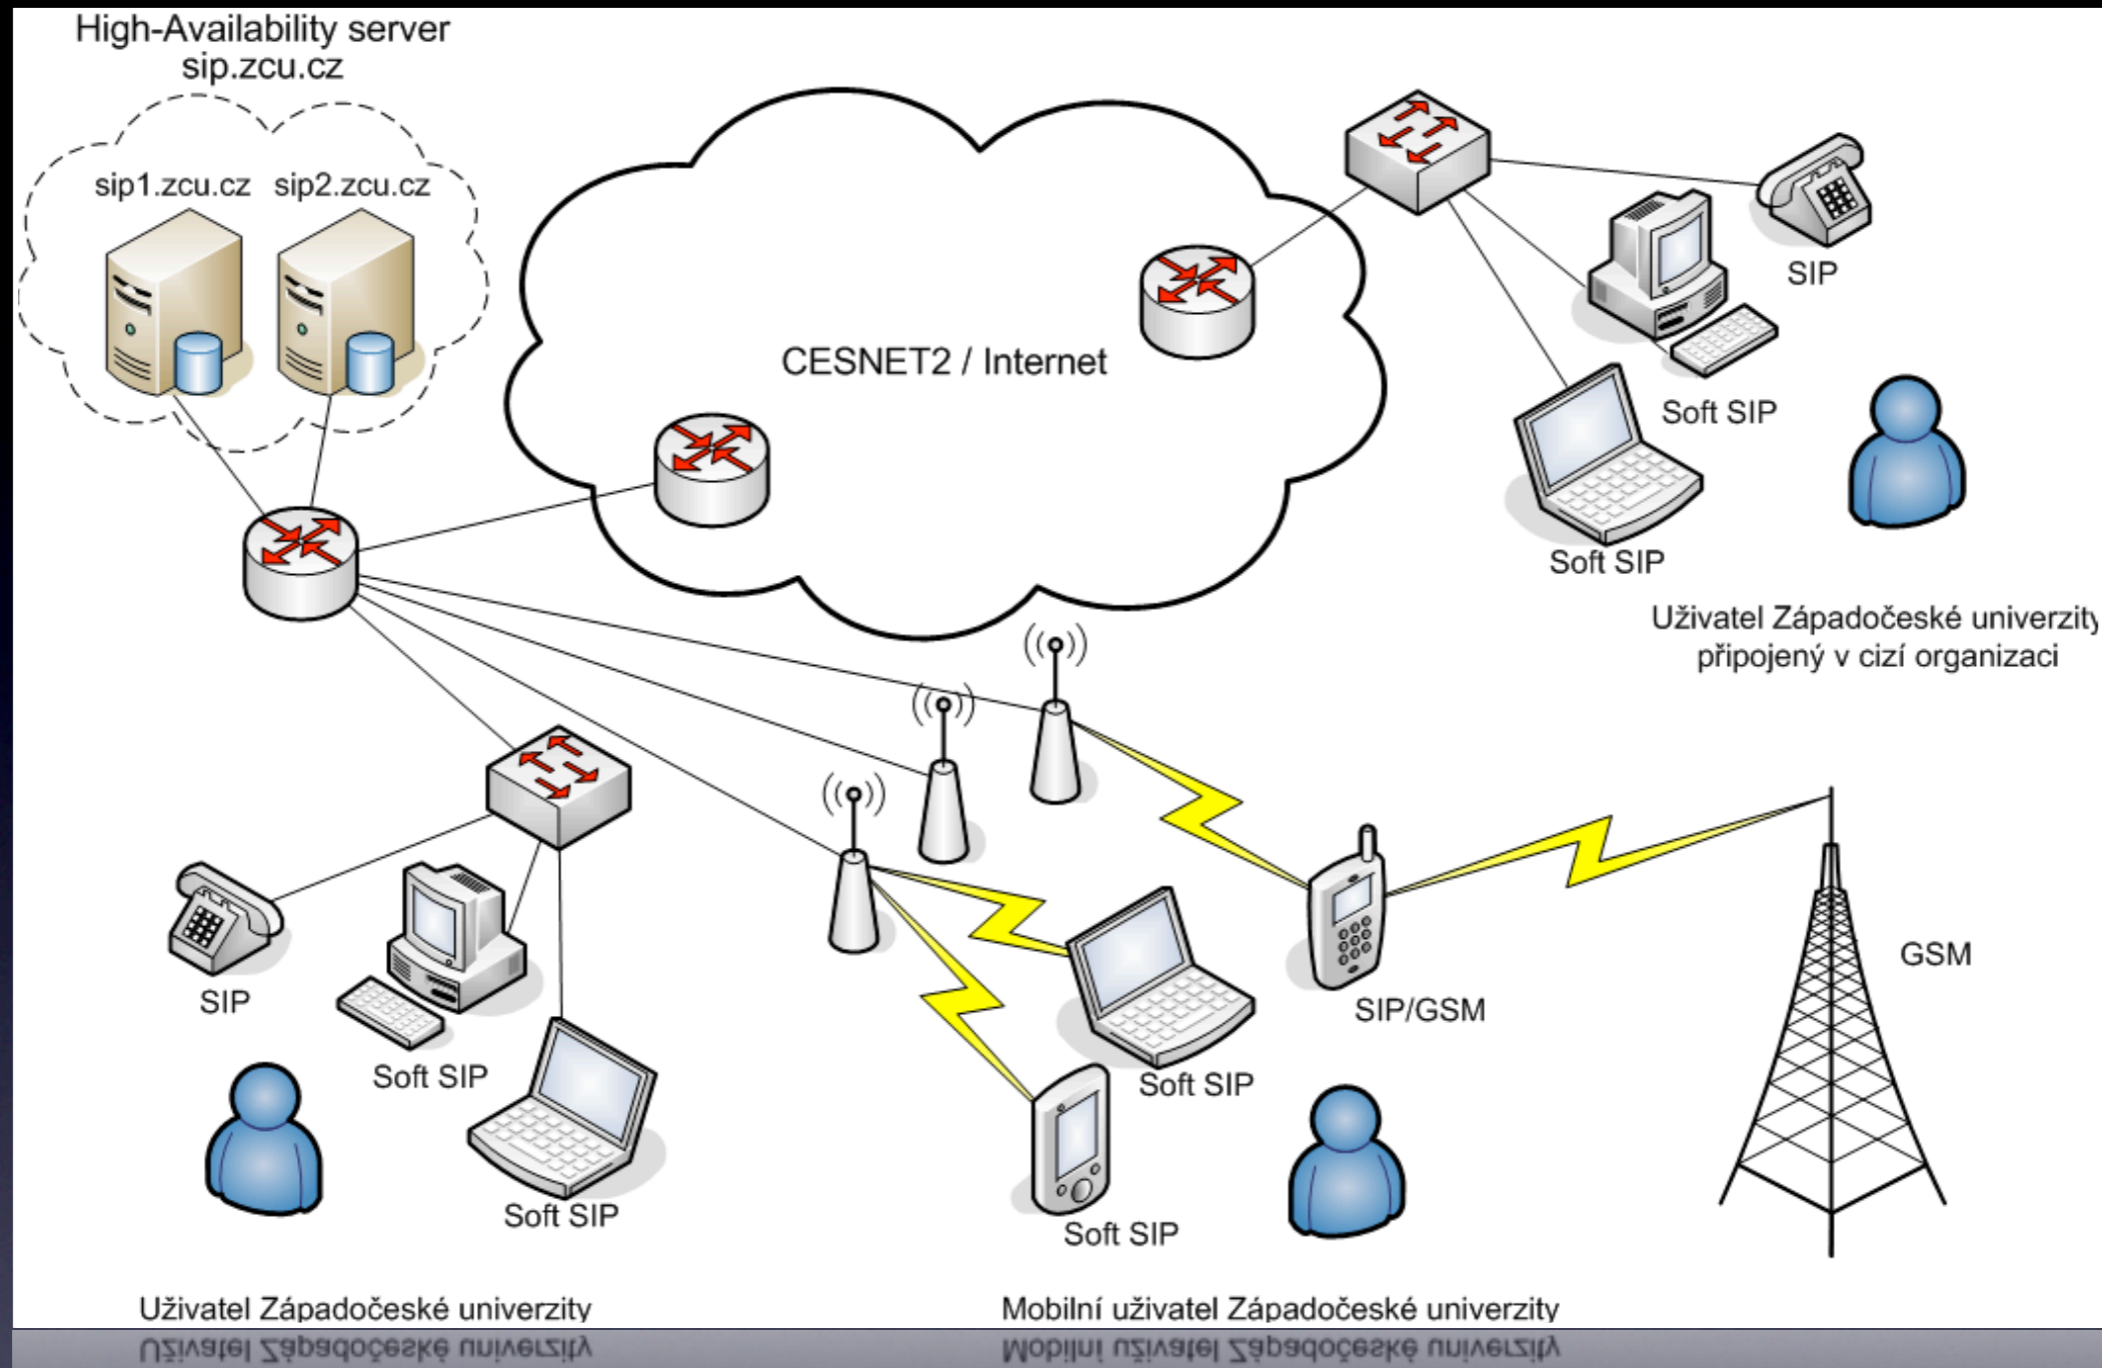 High-Availability server
sip.zcu.cz
sip1.zcu.cz sip2.zcu.cz
CESNET2 / Internet
SIP
Soft SIP
Soft SIP
Uživatel Západočeské univerzity
připojený v cizí organizaci
SIP
Soft SIP
Soft SIP
Uživatel Západočeské univerzity
GSM
SIP/GSM
Soft SIP
Soft SIP
Mobilní uživatel Západočeské univerzity